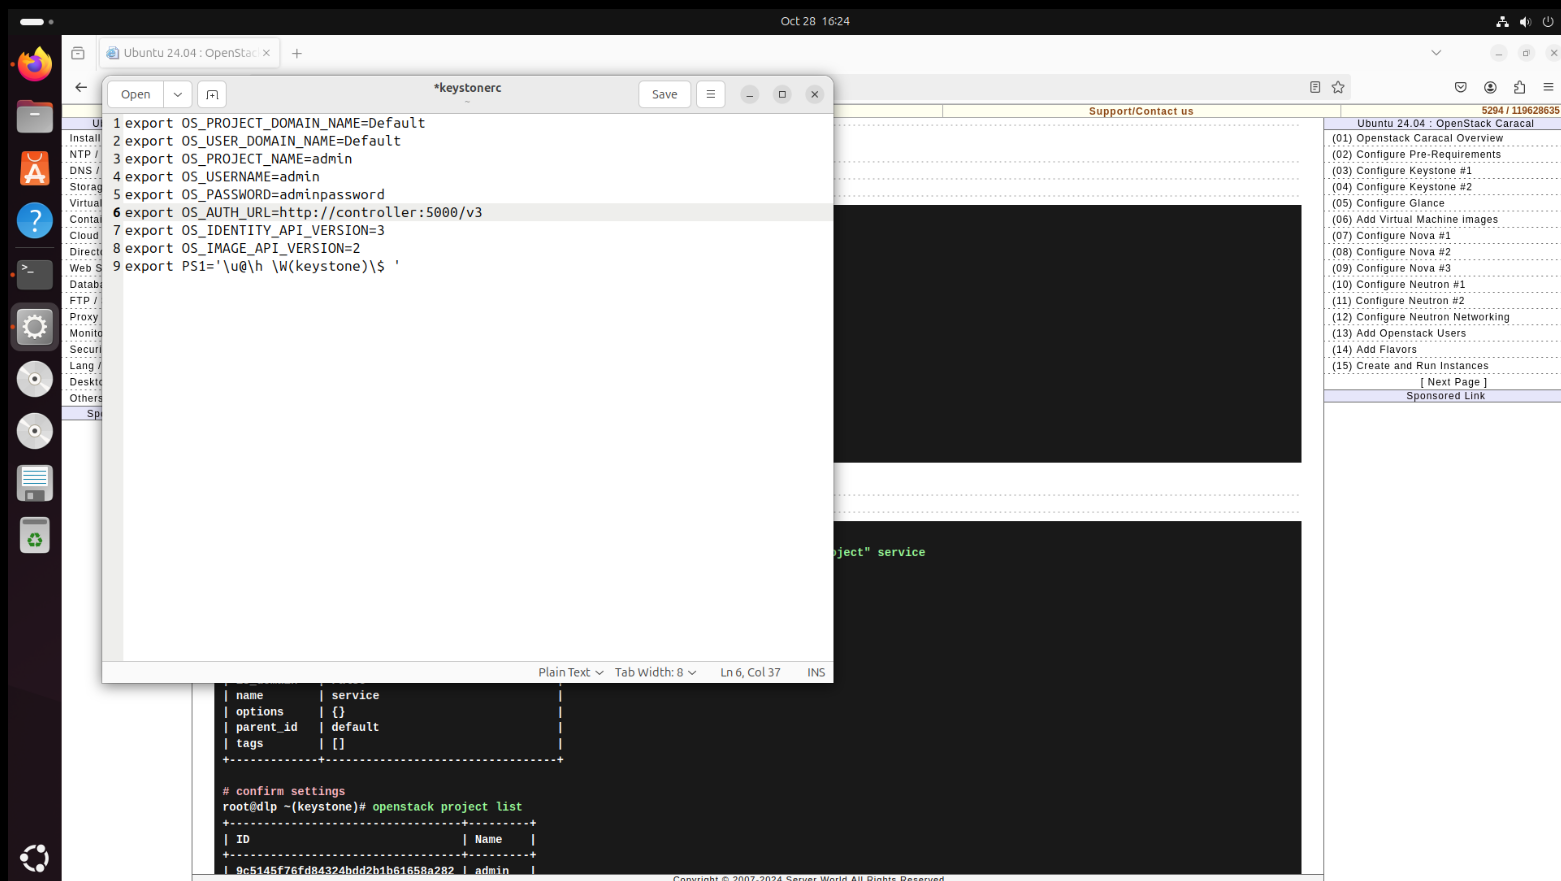 Oct 28 16:24
Ubuntu 24.04 : OpenStac
Open
*keystonerc
~
Save
1 export OS_PROJECT_DOMAIN_NAME=Default
2 export OS_USER_DOMAIN_NAME=Default
3 export OS_PROJECT_NAME=admin
4 export OS_USERNAME=admin
5 export OS_PASSWORD=adminpassword
6 export OS_AUTH_URL=http://controller:5000/v3
7 export OS_IDENTITY_API_VERSION=3
8 export OS_IMAGE_API_VERSION=2
9 export PS1='\u@\h \W(keystone)\$ '
Plain Text
Tab Width: 8
Ln 6, Col 37
INS
Install
NTP /
DNS /
Storag
Virtual
Contai
Cloud
Directo
Web S
Databa
FTP /
Proxy
Monito
Securi
Lang /
Deskto
Others
Spo
Support/Contact us
5294 / 119628635
Ubuntu 24.04 : OpenStack Caracal
(01) Openstack Caracal Overview
(02) Configure Pre-Requirements
(03) Configure Keystone #1
(04) Configure Keystone #2
(05) Configure Glance
(06) Add Virtual Machine images
(07) Configure Nova #1
(08) Configure Nova #2
(09) Configure Nova #3
(10) Configure Neutron #1
(11) Configure Neutron #2
(12) Configure Neutron Networking
(13) Add Openstack Users
(14) Add Flavors
(15) Create and Run Instances
[ Next Page ]
Sponsored Link
oject" service
| name        | service                          |
| options     | {}                               |
| parent_id   | default                          |
| tags        | []                               |
+-------------+----------------------------------+
# confirm settings
root@dlp ~(keystone)# openstack project list
+----------------------------------+---------+
| ID                               | Name    |
+----------------------------------+---------+
| 9c5145f76fd84324bdd2b1b61658a282 | admin   |
Copyright © 2007-2024 Server World All Rights Reserved.